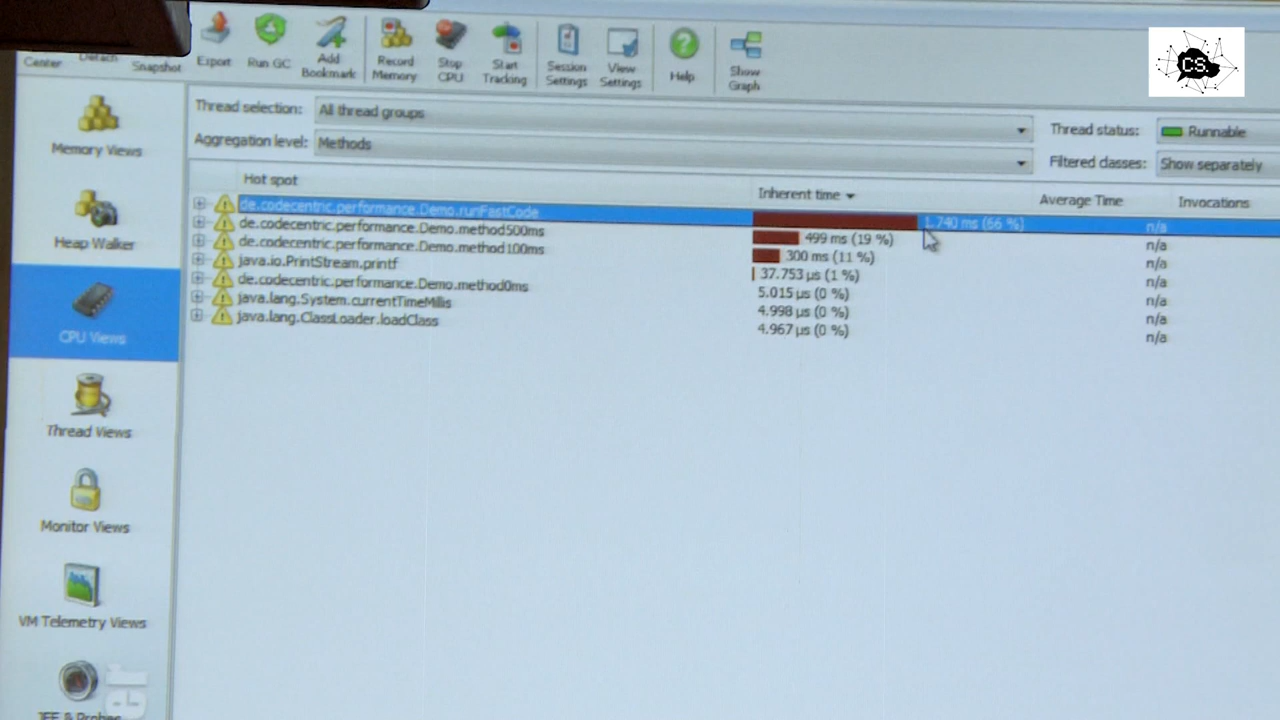 Center Detach Snapshot Export Run GC Add Bookmark Record Memory Stop CPU Start Tracking Session Settings View Settings Help Show Graph
CS
Thread selection: All thread groups Thread status: Runnable
Aggregation level: Methods Filtered classes: Show separately
Hot spot Inherent time Average Time Invocations
de.codecentric.performance.Demo.runFastCode 1.740 ms (66 %) n/a
de.codecentric.performance.Demo.method500ms 499 ms (19 %) n/a
de.codecentric.performance.Demo.method100ms 300 ms (11 %) n/a
java.io.PrintStream.printf 37.753 µs (1 %) n/a
de.codecentric.performance.Demo.method0ms 5.015 µs (0 %) n/a
java.lang.System.currentTimeMillis 4.998 µs (0 %) n/a
java.lang.ClassLoader.loadClass 4.967 µs (0 %) n/a
Memory Views
Heap Walker
CPU Views
Thread Views
Monitor Views
VM Telemetry Views
JEE & Probes